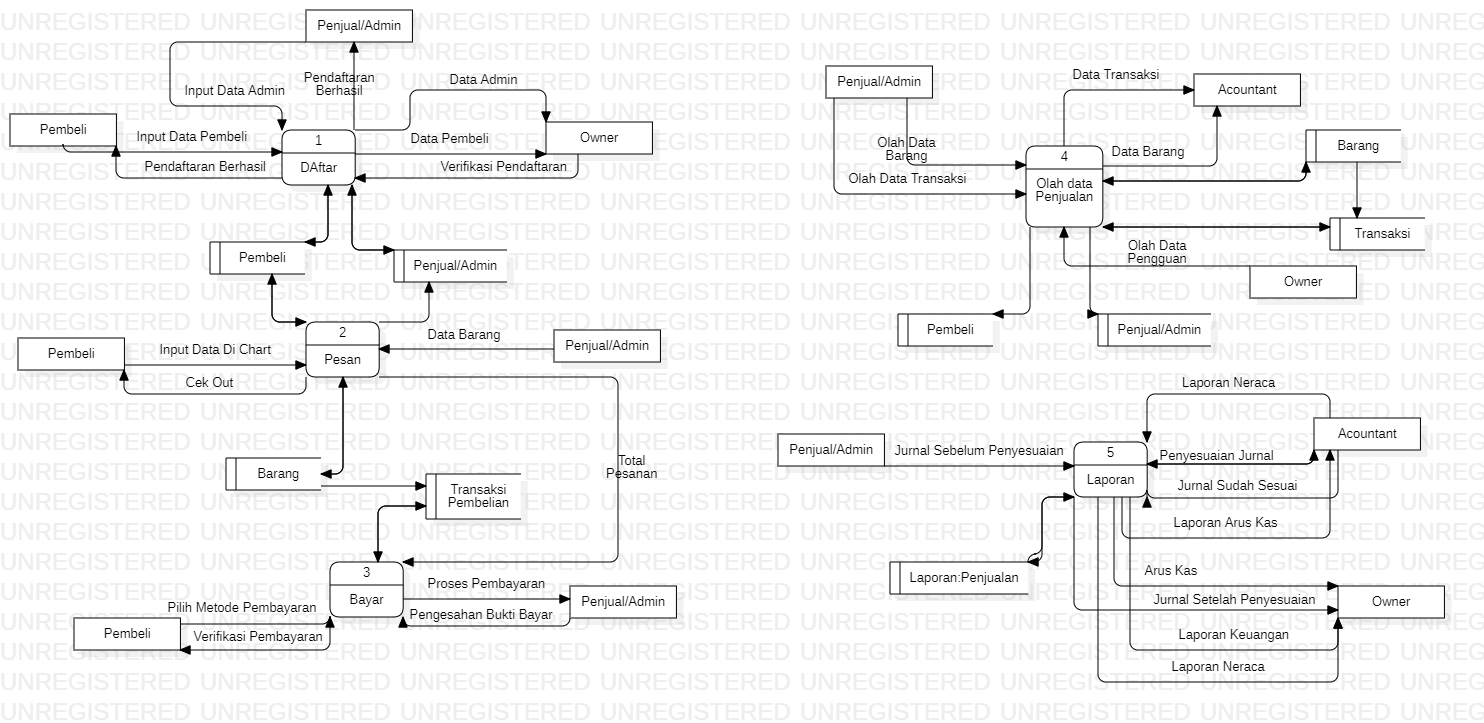 Penjual/Admin
Input Data Admin
Pendaftaran
Berhasil
Data Admin
Pembeli
Input Data Pembeli
Pendaftaran Berhasil
1
DAftar
Data Pembeli
Verifikasi Pendaftaran
Owner
Pembeli
Penjual/Admin
2
Pesan
Pembeli
Input Data Di Chart
Cek Out
Data Barang
Penjual/Admin
Barang
Transaksi
Pembelian
Total
Pesanan
3
Bayar
Proses Pembayaran
Pengesahan Bukti Bayar
Penjual/Admin
Pilih Metode Pembayaran
Verifikasi Pembayaran
Pembeli
Penjual/Admin
Data Transaksi
Acountant
Olah Data
Barang
Olah Data Transaksi
4
Olah data
Penjualan
Data Barang
Barang
Transaksi
Olah Data
Pengguan
Owner
Pembeli
Penjual/Admin
Laporan Neraca
Acountant
Penjual/Admin
Jurnal Sebelum Penyesuaian
5
Laporan
Penyesuaian Jurnal
Jurnal Sudah Sesuai
Laporan Arus Kas
Laporan:Penjualan
Arus Kas
Jurnal Setelah Penyesuaian
Owner
Laporan Keuangan
Laporan Neraca
UNREGISTERED